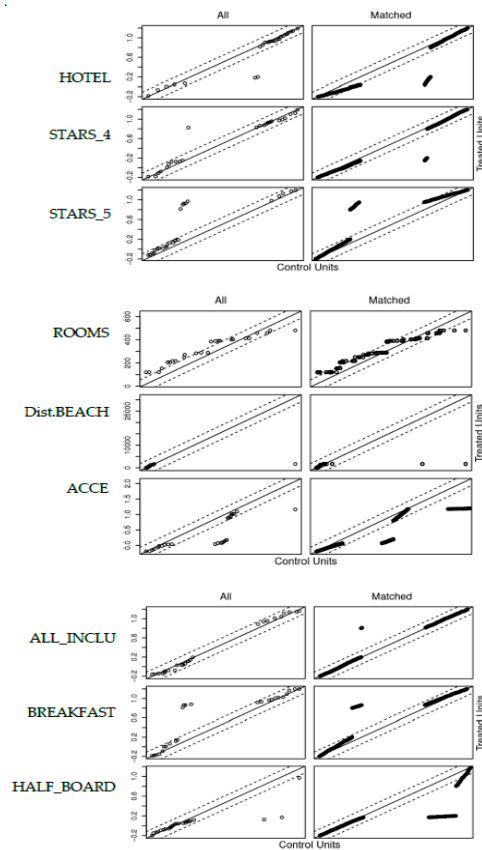 .
All Matched
HOTEL
-0.2 0.2 0.6 1.0
STARS_4
-0.2 0.2 0.6 1.0
Treated Units
STARS_5
-0.2 0.2 0.6 1.0
Control Units
All Matched
ROOMS
0 200 400 600
Dist.BEACH
0 10000 25000
Treated Units
ACCE
0.0 0.5 1.0 1.5 2.0
Control Units
All Matched
ALL_INCLU
-0.2 0.2 0.6 1.0
BREAKFAST
-0.2 0.2 0.6 1.0
Treated Units
HALF_BOARD
-0.2 0.2 0.6 1.0
Control Units